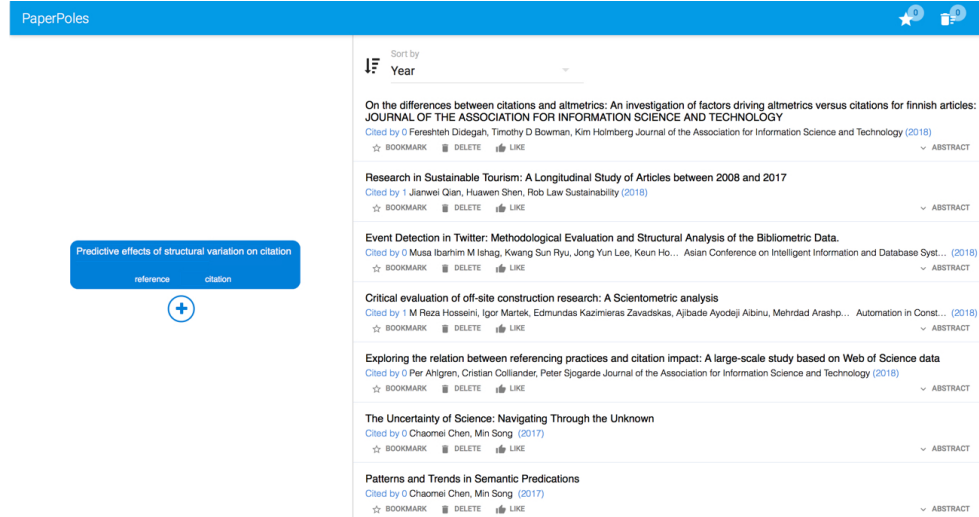 PaperPoles
0
0
Sort by
Year
Predictive effects of structural variation on citation
reference citation
On the differences between citations and altmetrics: An investigation of factors driving altmetrics versus citations for finnish articles:
JOURNAL OF THE ASSOCIATION FOR INFORMATION SCIENCE AND TECHNOLOGY
Cited by 0 Fereshteh Didegah, Timothy D Bowman, Kim Holmberg Journal of the Association for Information Science and Technology (2018)
BOOKMARK DELETE LIKE ABSTRACT
Research in Sustainable Tourism: A Longitudinal Study of Articles between 2008 and 2017
Cited by 1 Jianwei Qian, Huawen Shen, Rob Law Sustainability (2018)
BOOKMARK DELETE LIKE ABSTRACT
Event Detection in Twitter: Methodological Evaluation and Structural Analysis of the Bibliometric Data.
Cited by 0 Musa Ibarhim M Ishag, Kwang Sun Ryu, Jong Yun Lee, Keun Ho... Asian Conference on Intelligent Information and Database Syst... (2018)
BOOKMARK DELETE LIKE ABSTRACT
Critical evaluation of off-site construction research: A Scientometric analysis
Cited by 1 M Reza Hosseini, Igor Martek, Edmundas Kazimieras Zavadskas, Ajibade Ayodeji Aibinu, Mehrdad Arashp... Automation in Const... (2018)
BOOKMARK DELETE LIKE ABSTRACT
Exploring the relation between referencing practices and citation impact: A large-scale study based on Web of Science data
Cited by 0 Per Ahlgren, Cristian Colliander, Peter Sjogarde Journal of the Association for Information Science and Technology (2018)
BOOKMARK DELETE LIKE ABSTRACT
The Uncertainty of Science: Navigating Through the Unknown
Cited by 0 Chaomei Chen, Min Song (2017)
BOOKMARK DELETE LIKE ABSTRACT
Patterns and Trends in Semantic Predications
Cited by 0 Chaomei Chen, Min Song (2017)
BOOKMARK DELETE LIKE ABSTRACT